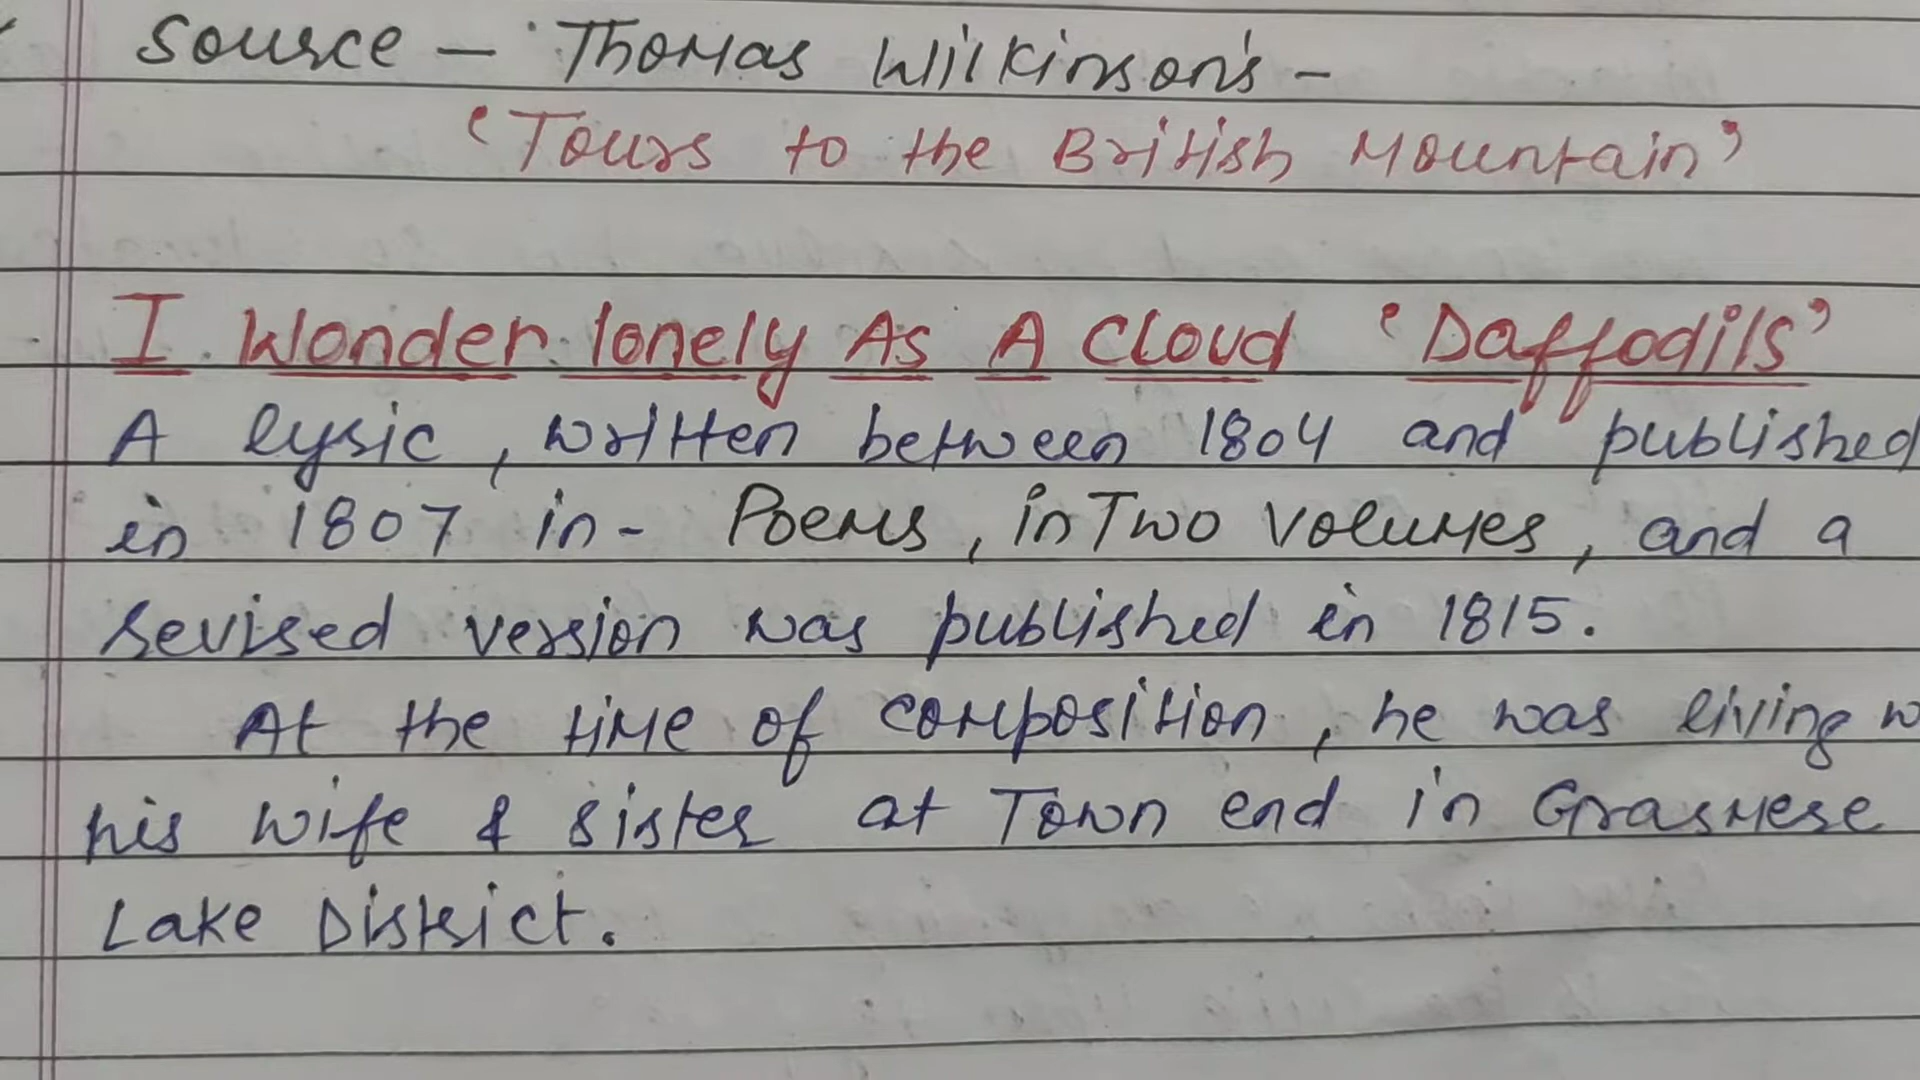 Source - Thomas Wilkinson's -
'Tours to the British Mountain'
I Wonder lonely As A Cloud 'Daffodils'
A lyric, written between 1804 and published
in 1807 in - Poems, in Two Volumes, and a
revised version was published in 1815.
At the time of composition, he was living w
his wife & sister at Town end in Grasmere
Lake District.